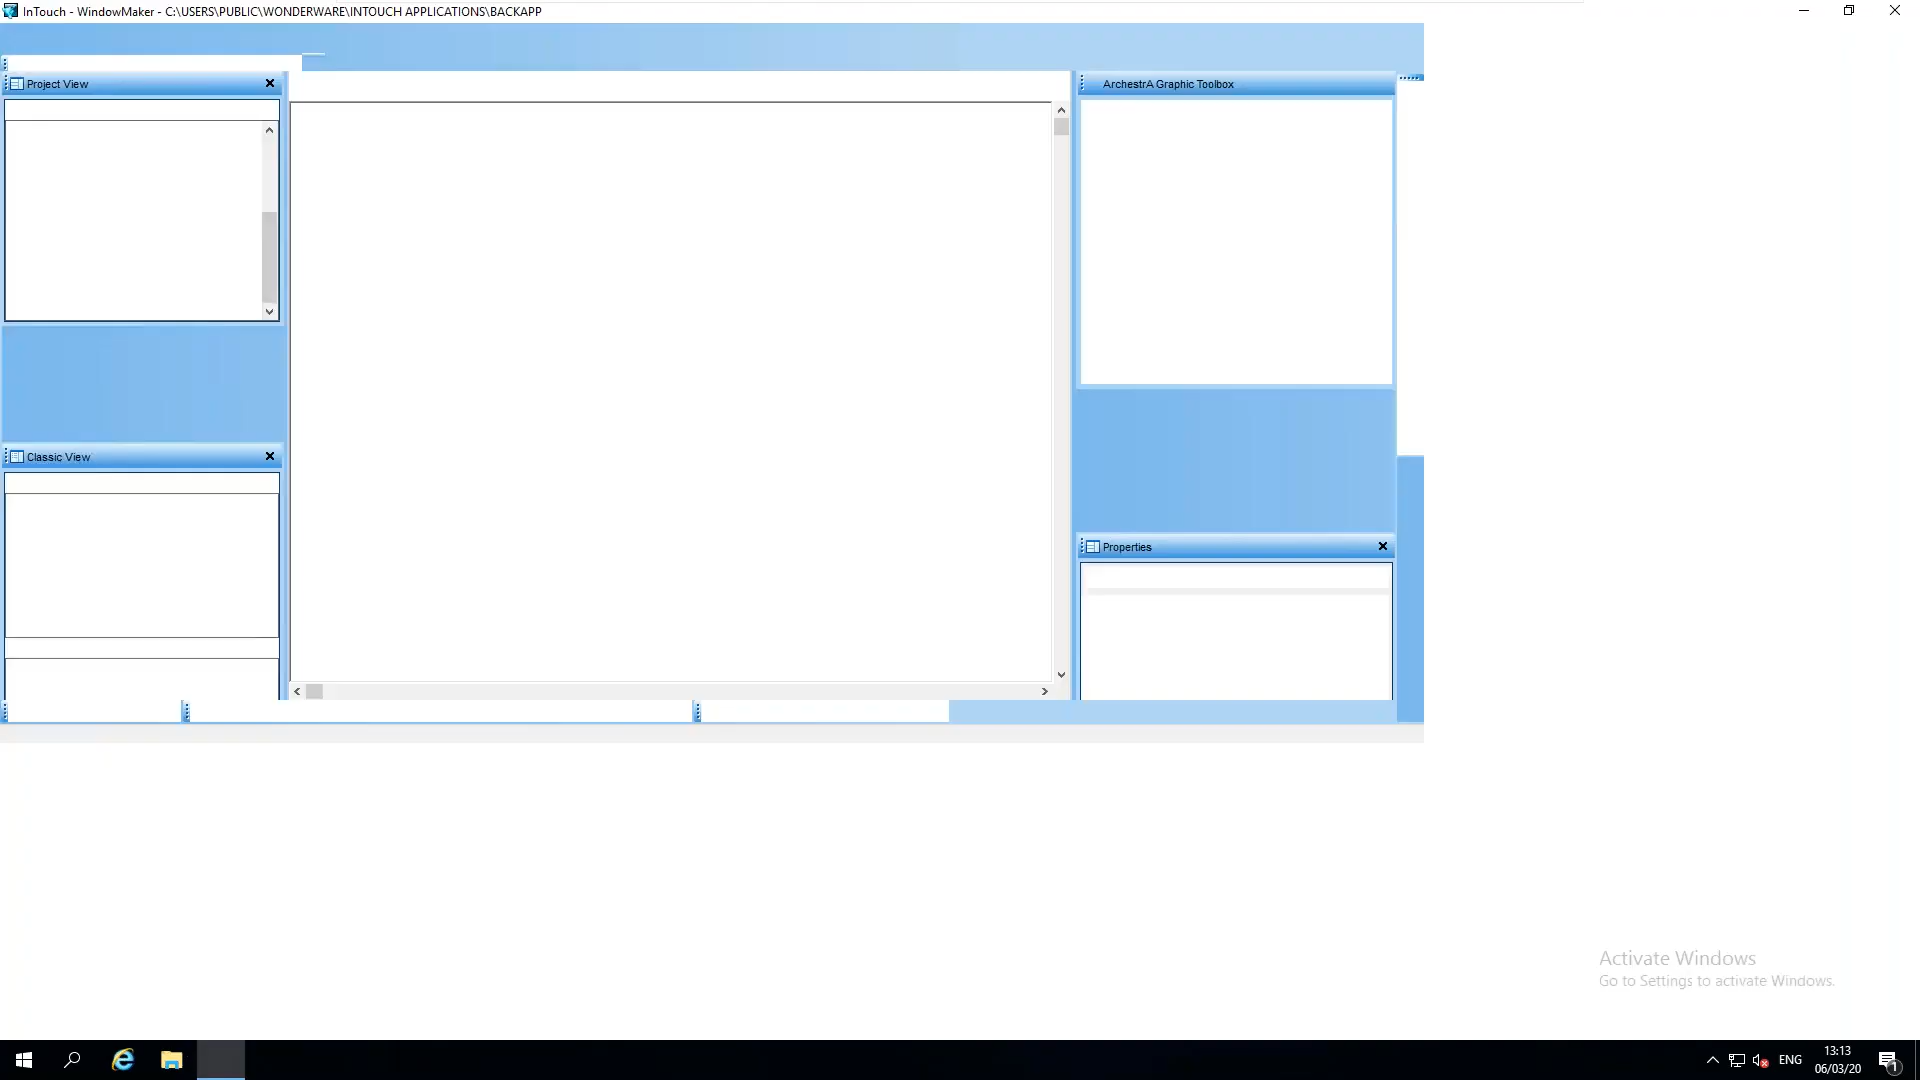 InTouch - WindowMaker - C:\USERS\PUBLIC\WONDERWARE\INTOUCH APPLICATIONS\BACKAPP
Project View
ArchestrA Graphic Toolbox
Classic View
Properties
Activate Windows
Go to Settings to activate Windows.
ENG
13:13
06/03/20
1